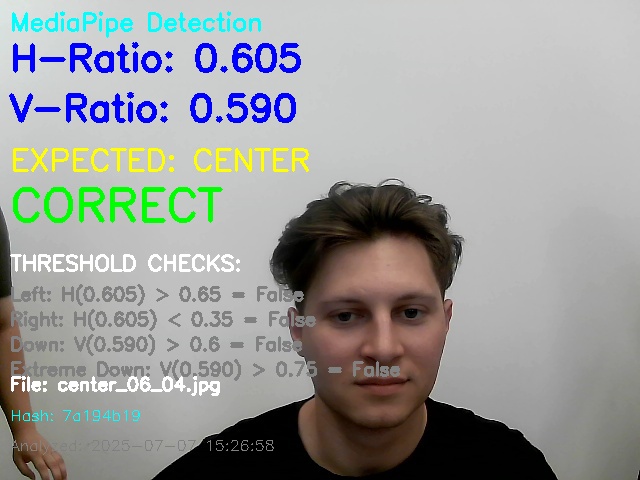 MediaPipe Detection
H-Ratio: 0.605
V-Ratio: 0.590
EXPECTED: CENTER
CORRECT
THRESHOLD CHECKS:
Left: H(0.605) > 0.65 = False
Right: H(0.605) < 0.35 = False
Down: V(0.590) > 0.6 = False
Extreme Down: V(0.590) > 0.75 = False
File: center_06_04.jpg
Hash: 7a194b19
Analyzed: 2025-07-07 15:26:58